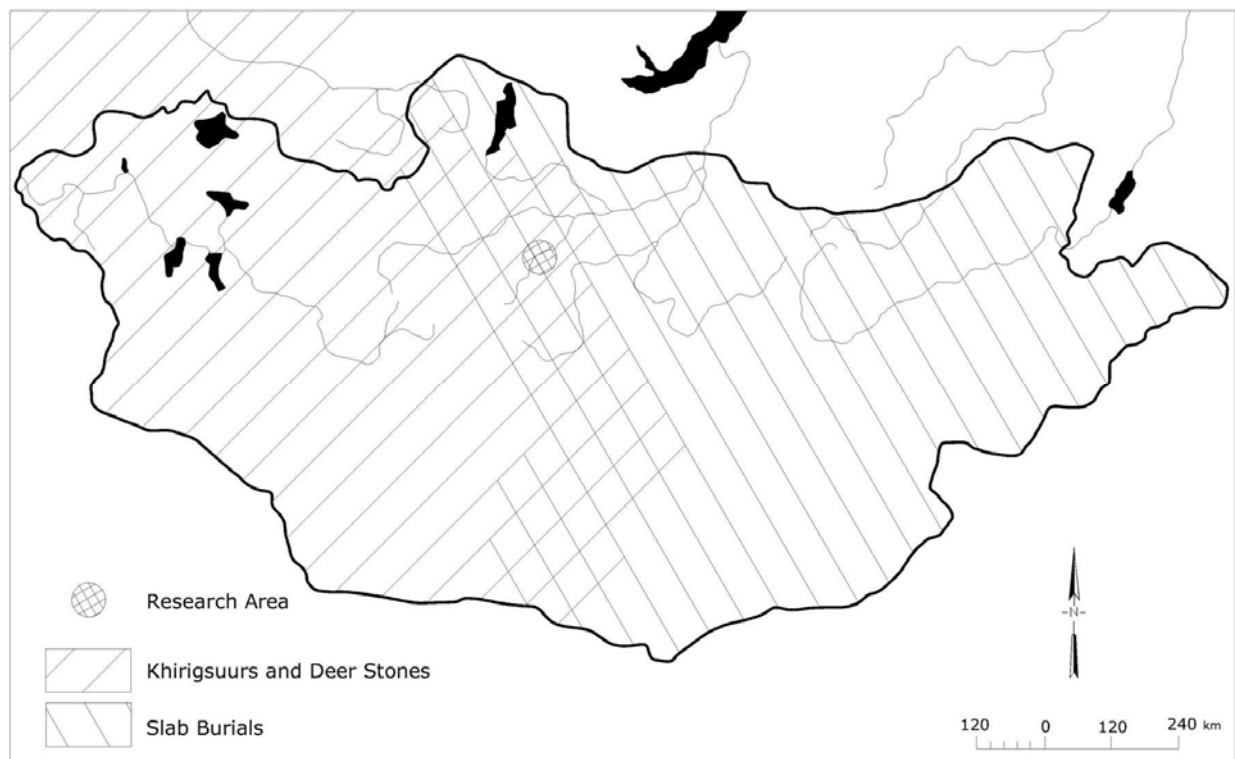 Research Area
Khirigsuurs and Deer Stones
Slab Burials
N
120 0 120 240 km